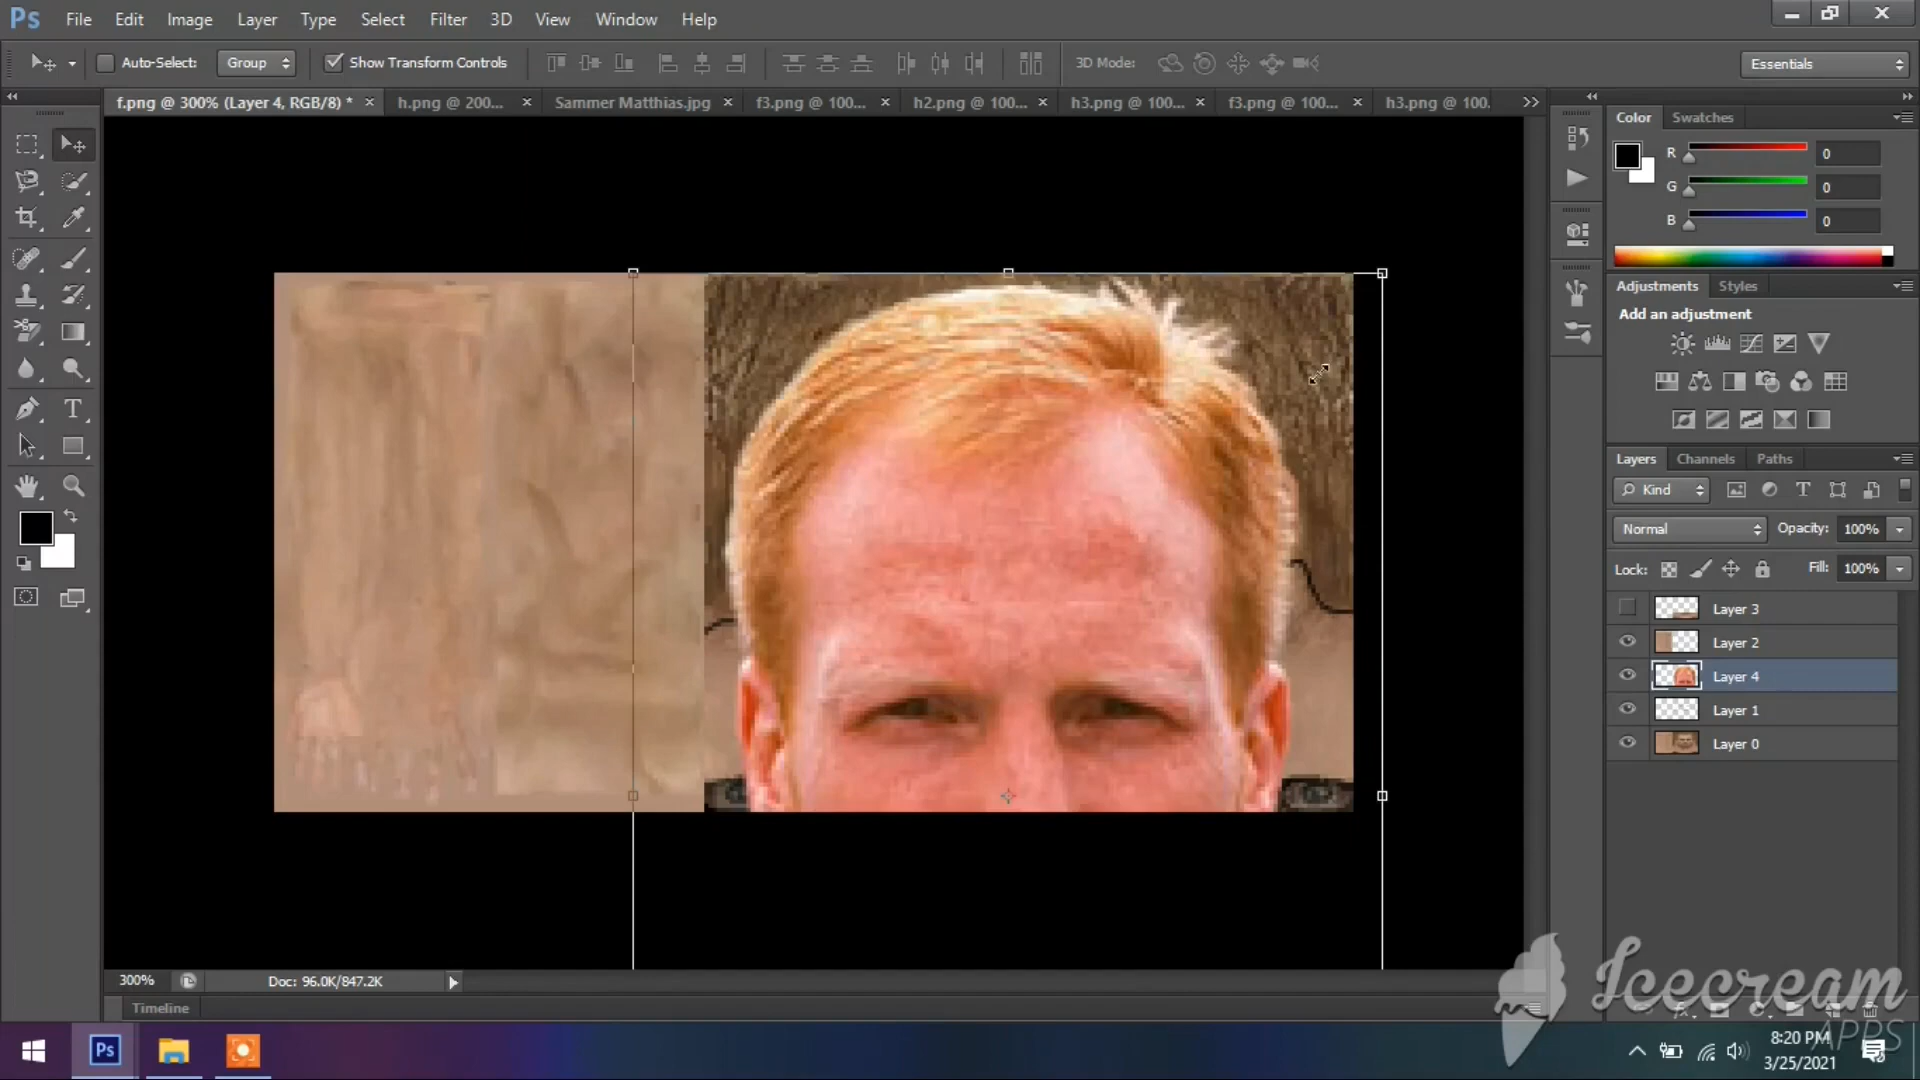 Ps File Edit Image Layer Type Select Filter 3D View Window Help
Auto-Select: Group Show Transform Controls 3D Mode: Essentials
f.png @ 300% (Layer 4, RGB/8) * h.png @ 200... Sammer Matthias.jpg f3.png @ 100... h2.png @ 100... h3.png @ 100... f3.png @ 100... h3.png @ 100.
Color Swatches
R 0
G 0
B 0
Adjustments Styles
Add an adjustment
Layers Channels Paths
Kind
Normal Opacity: 100%
Lock: Fill: 100%
Layer 3
Layer 2
Layer 4
Layer 1
Layer 0
300% Doc: 96.0K/847.2K
Timeline
Icecream
APPS
Ps 8:20 PM
3/25/2021